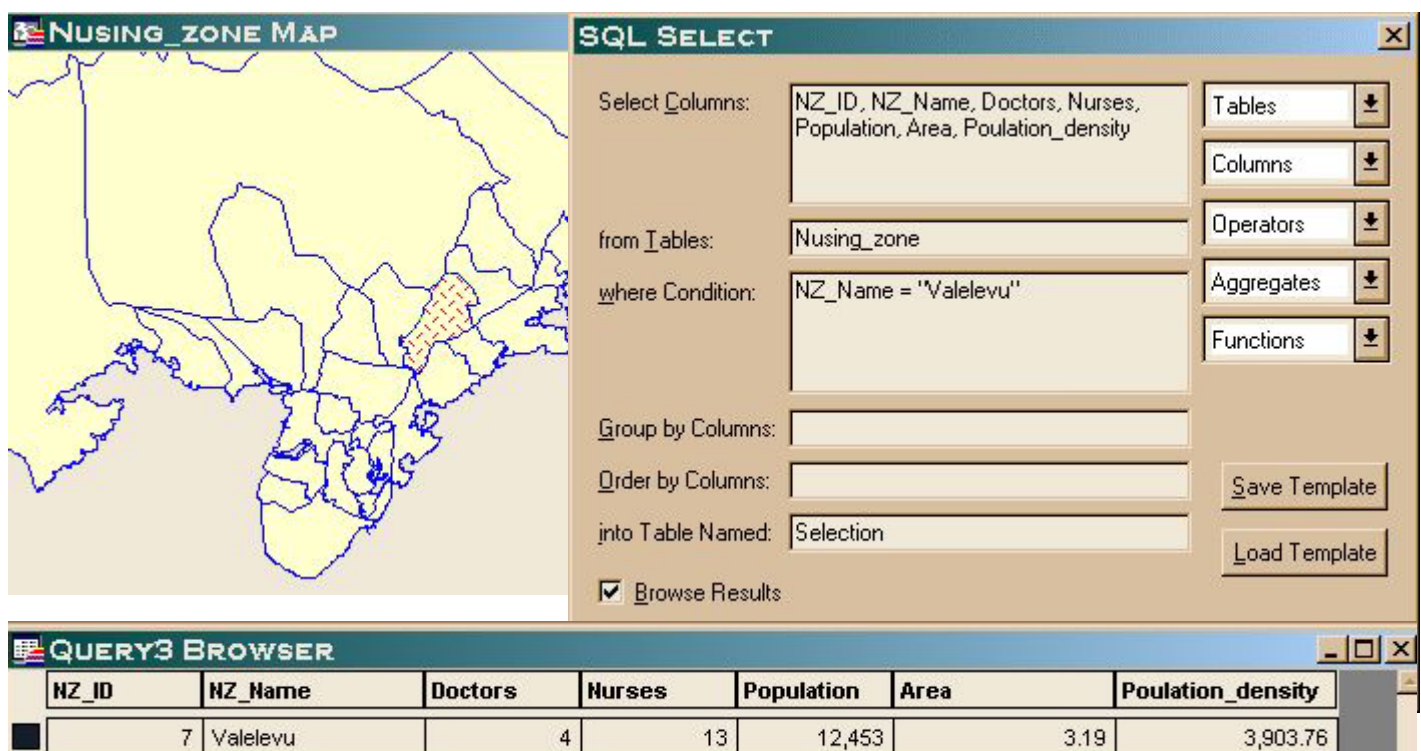 NUSING_ZONE MAP
SQL SELECT
Select Columns:
NZ_ID, NZ_Name, Doctors, Nurses,
Population, Area, Poulation_density
Tables
Columns
from Tables:
Nusing_zone
Operators
where Condition:
NZ_Name = "Valelevu"
Aggregates
Functions
Group by Columns:
Order by Columns:
Save Template
into Table Named:
Selection
Load Template
Browse Results
QUERY3 BROWSER
NZ_ID NZ_Name Doctors Nurses Population Area Poulation_density
7 Valelevu 4 13 12,453 3.19 3,903.76